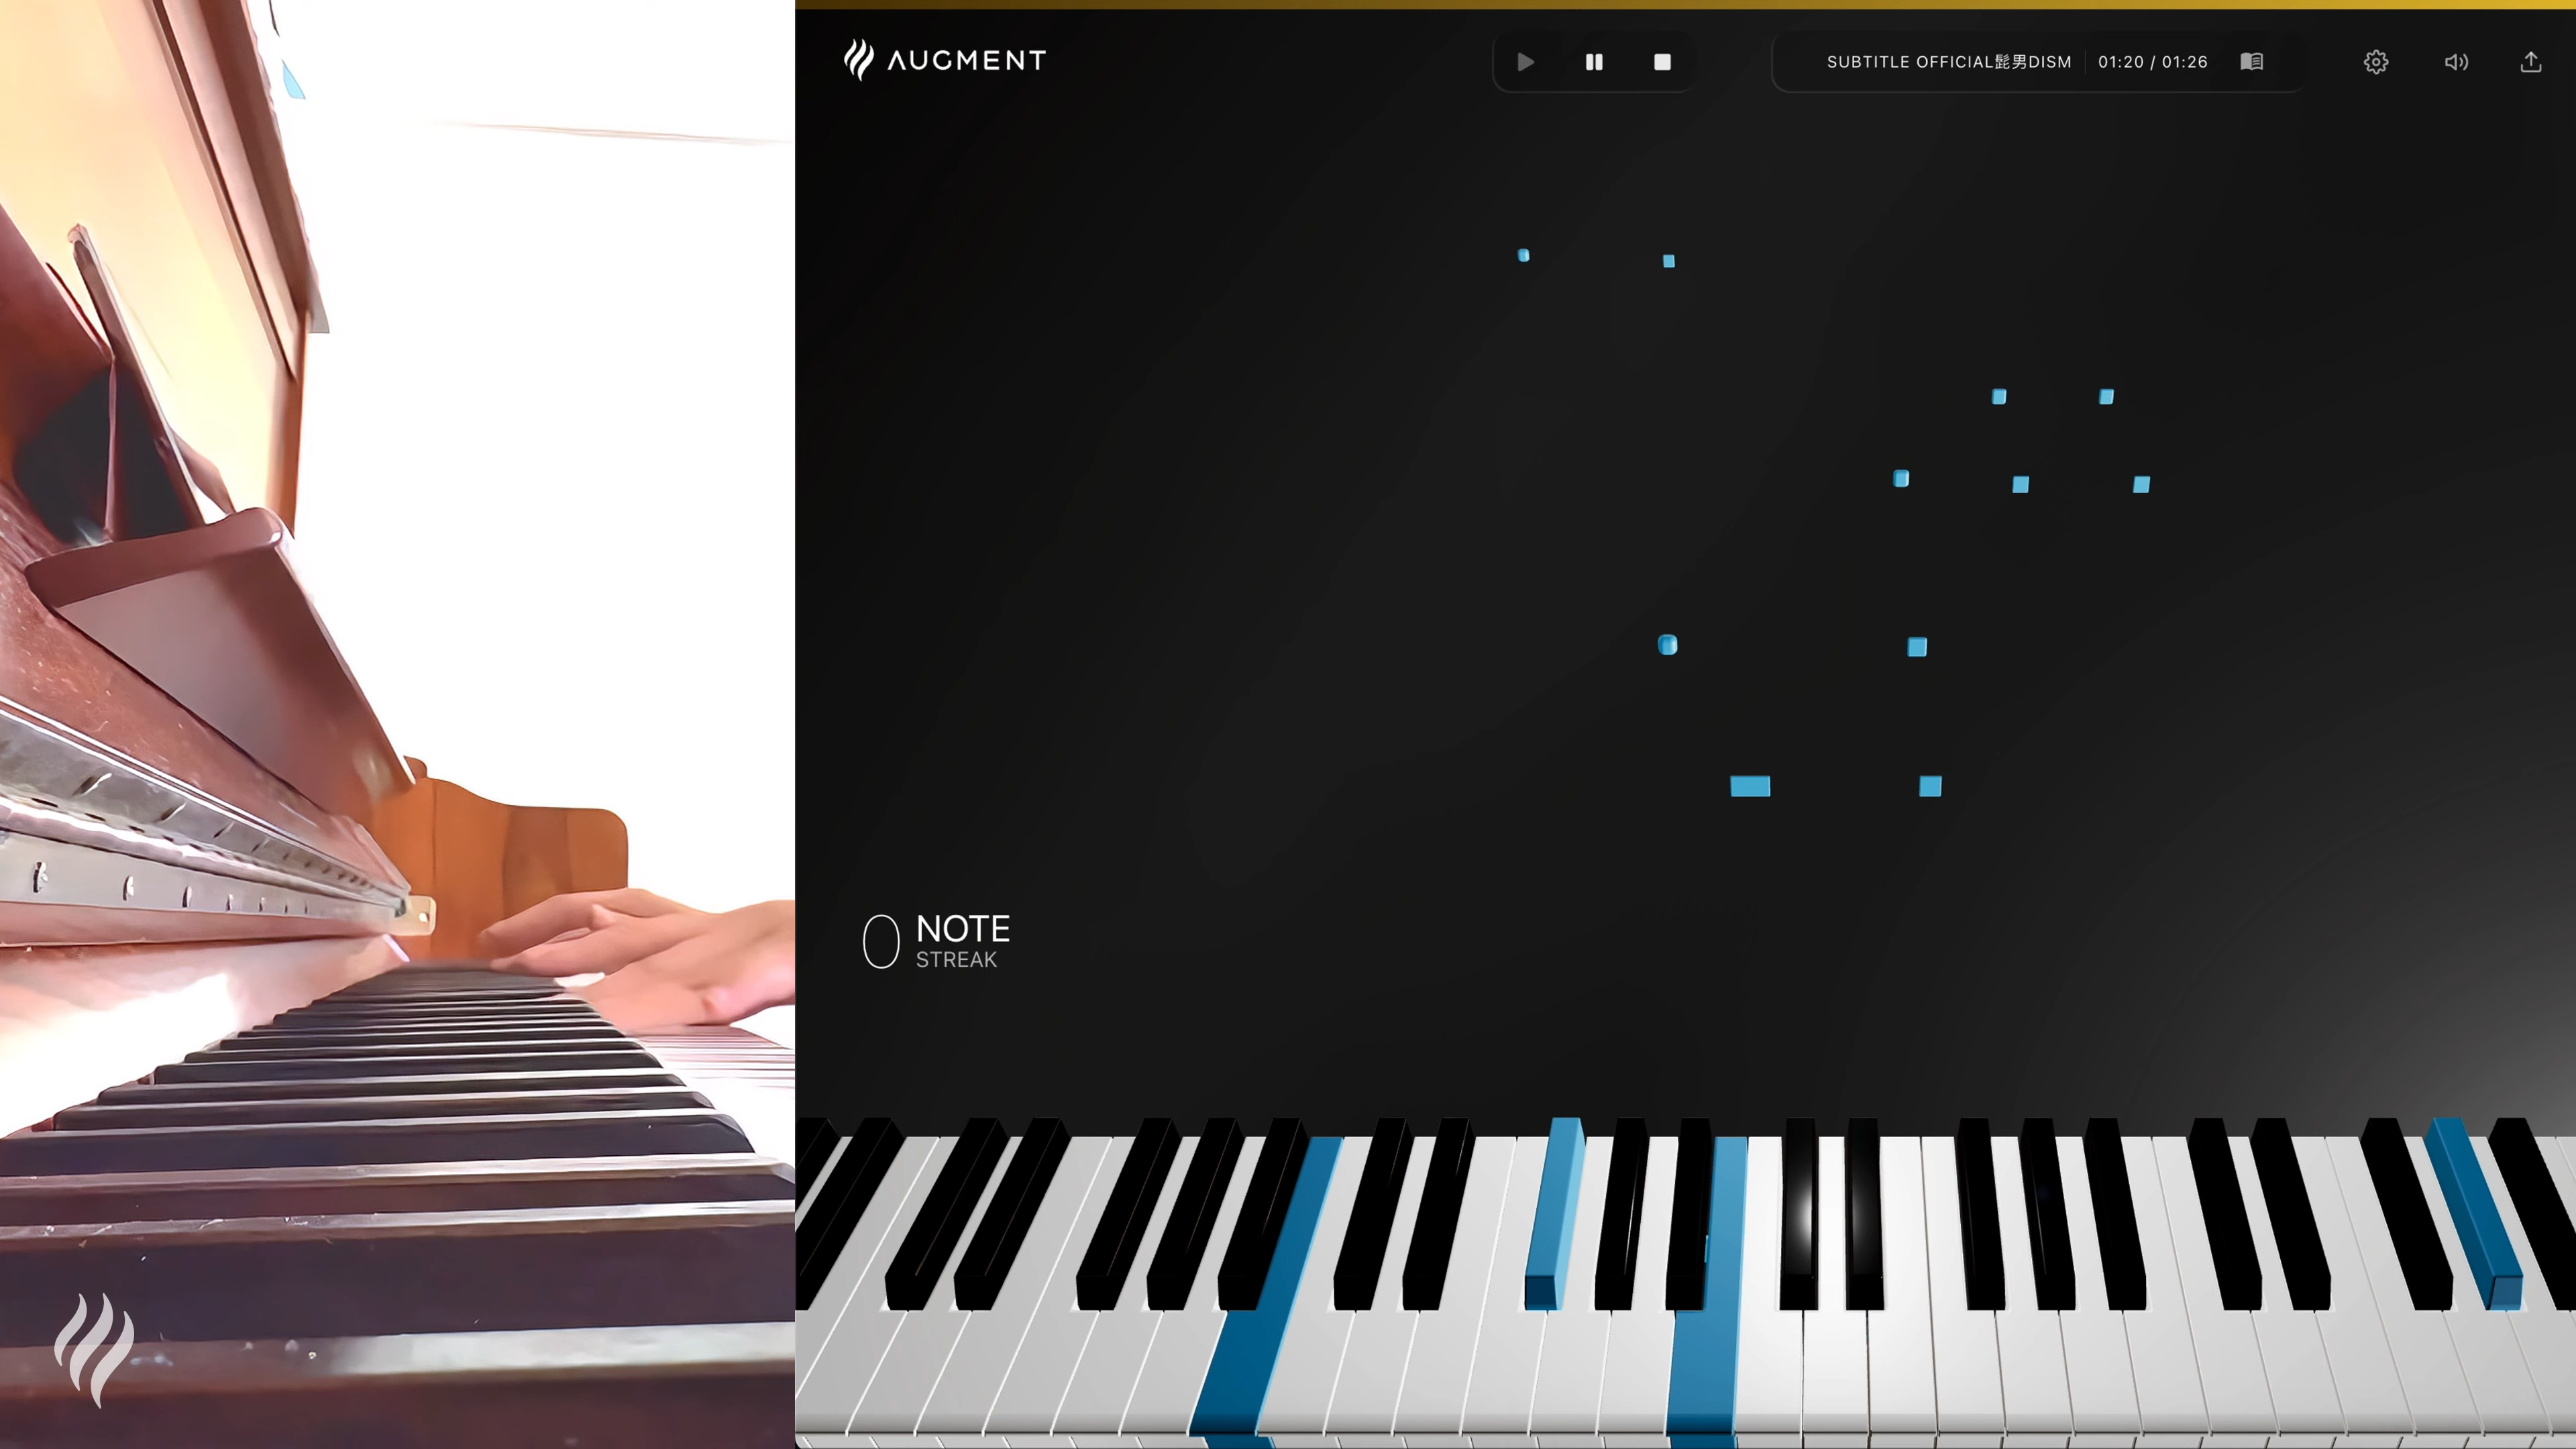 AUGMENT
SUBTITLE OFFICIAL髭男DISM
01:20 / 01:26
0 NOTE
STREAK